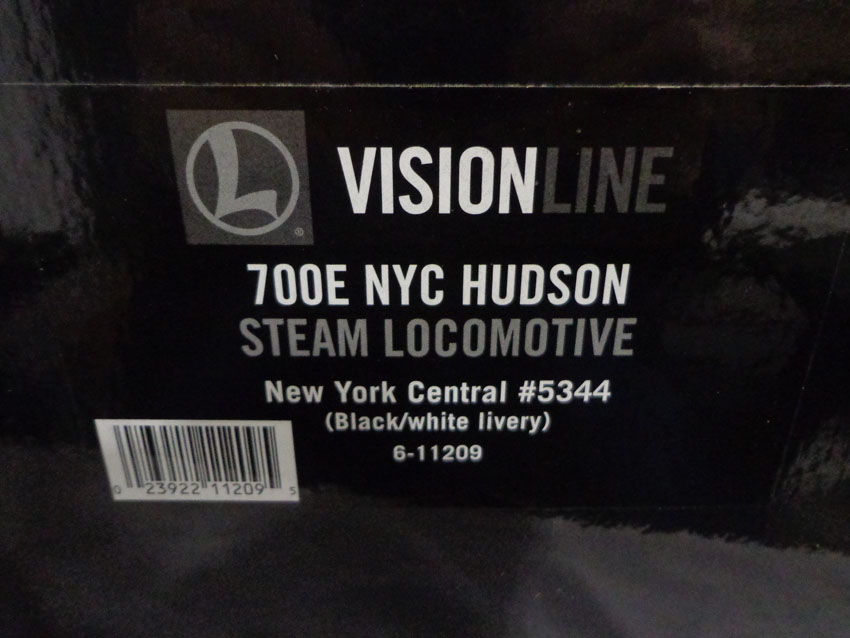 L ®
VISIONLINE
700E NYC HUDSON
STEAM LOCOMOTIVE
New York Central #5344
(Black/white livery)
6-11209
0 23922 11209 5